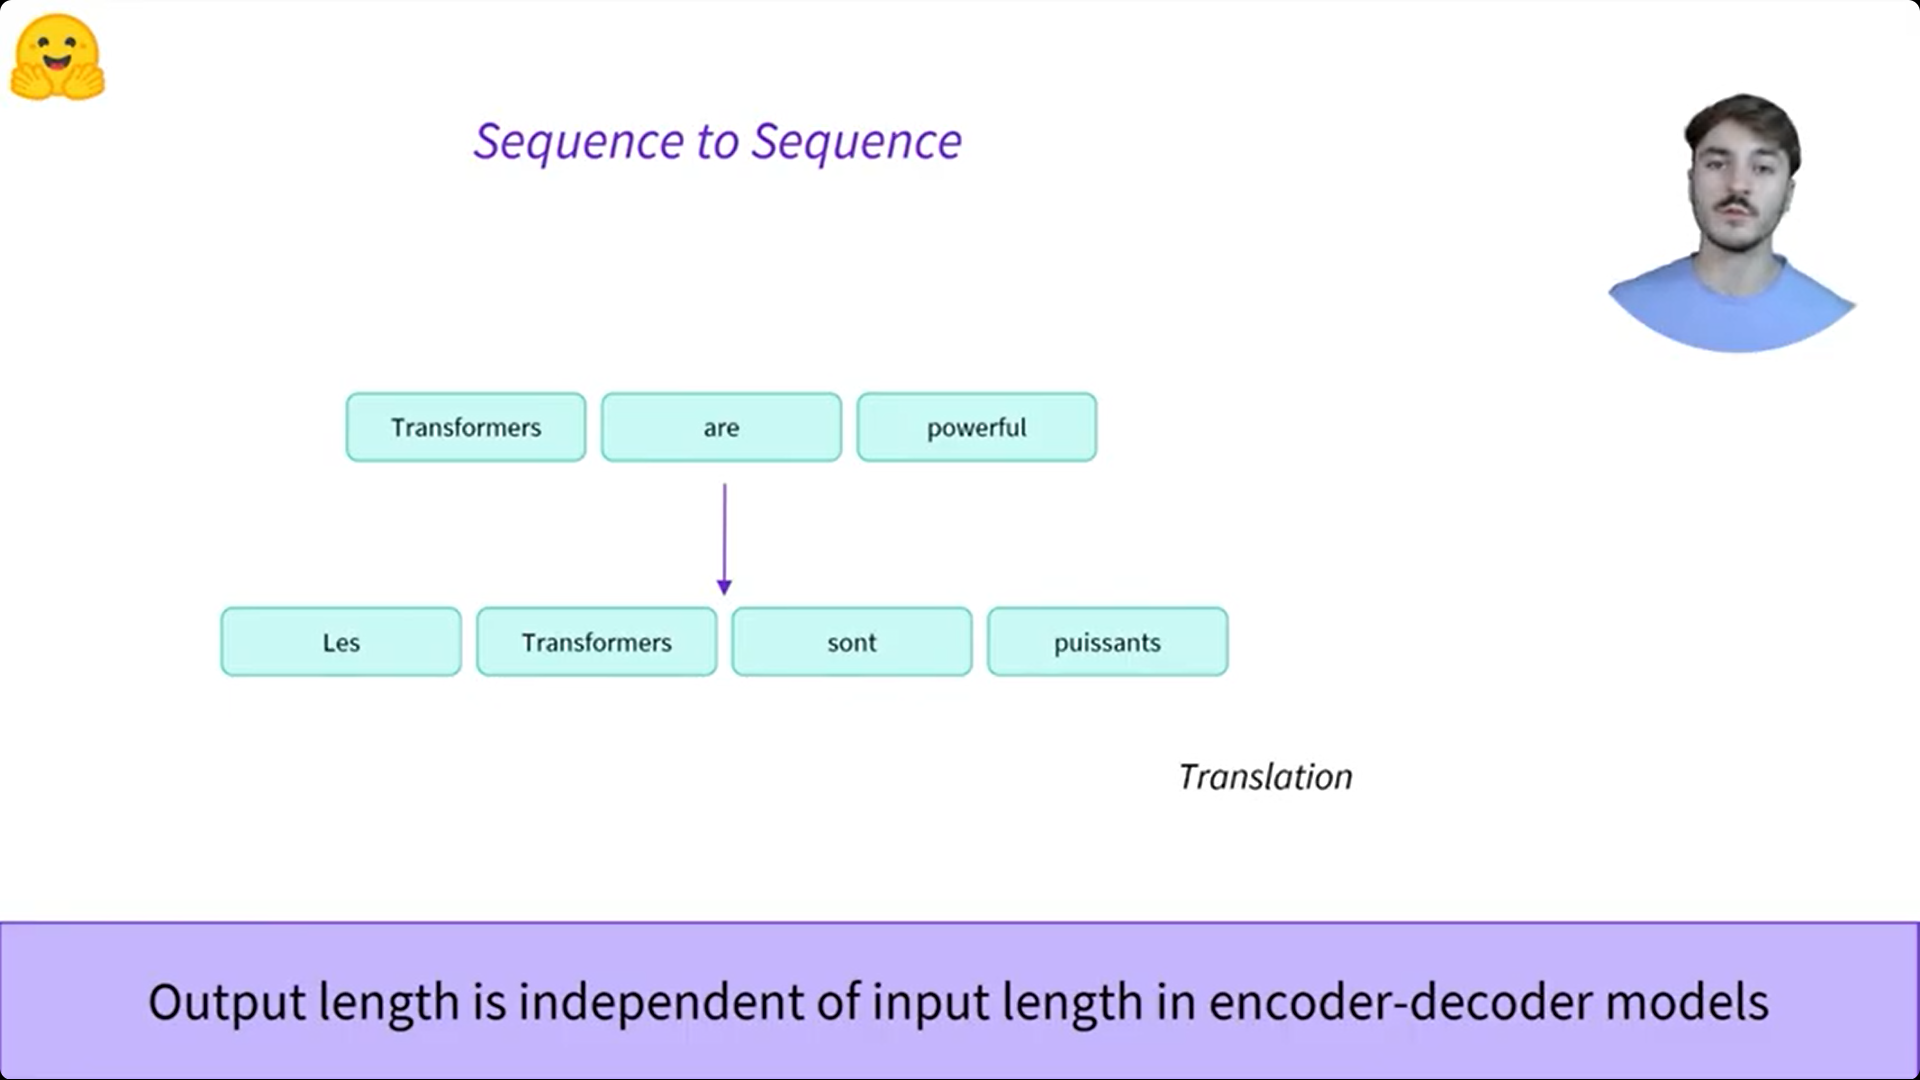 Sequence to Sequence
Transformers are powerful
Les Transformers sont puissants
Translation
Output length is independent of input length in encoder-decoder models